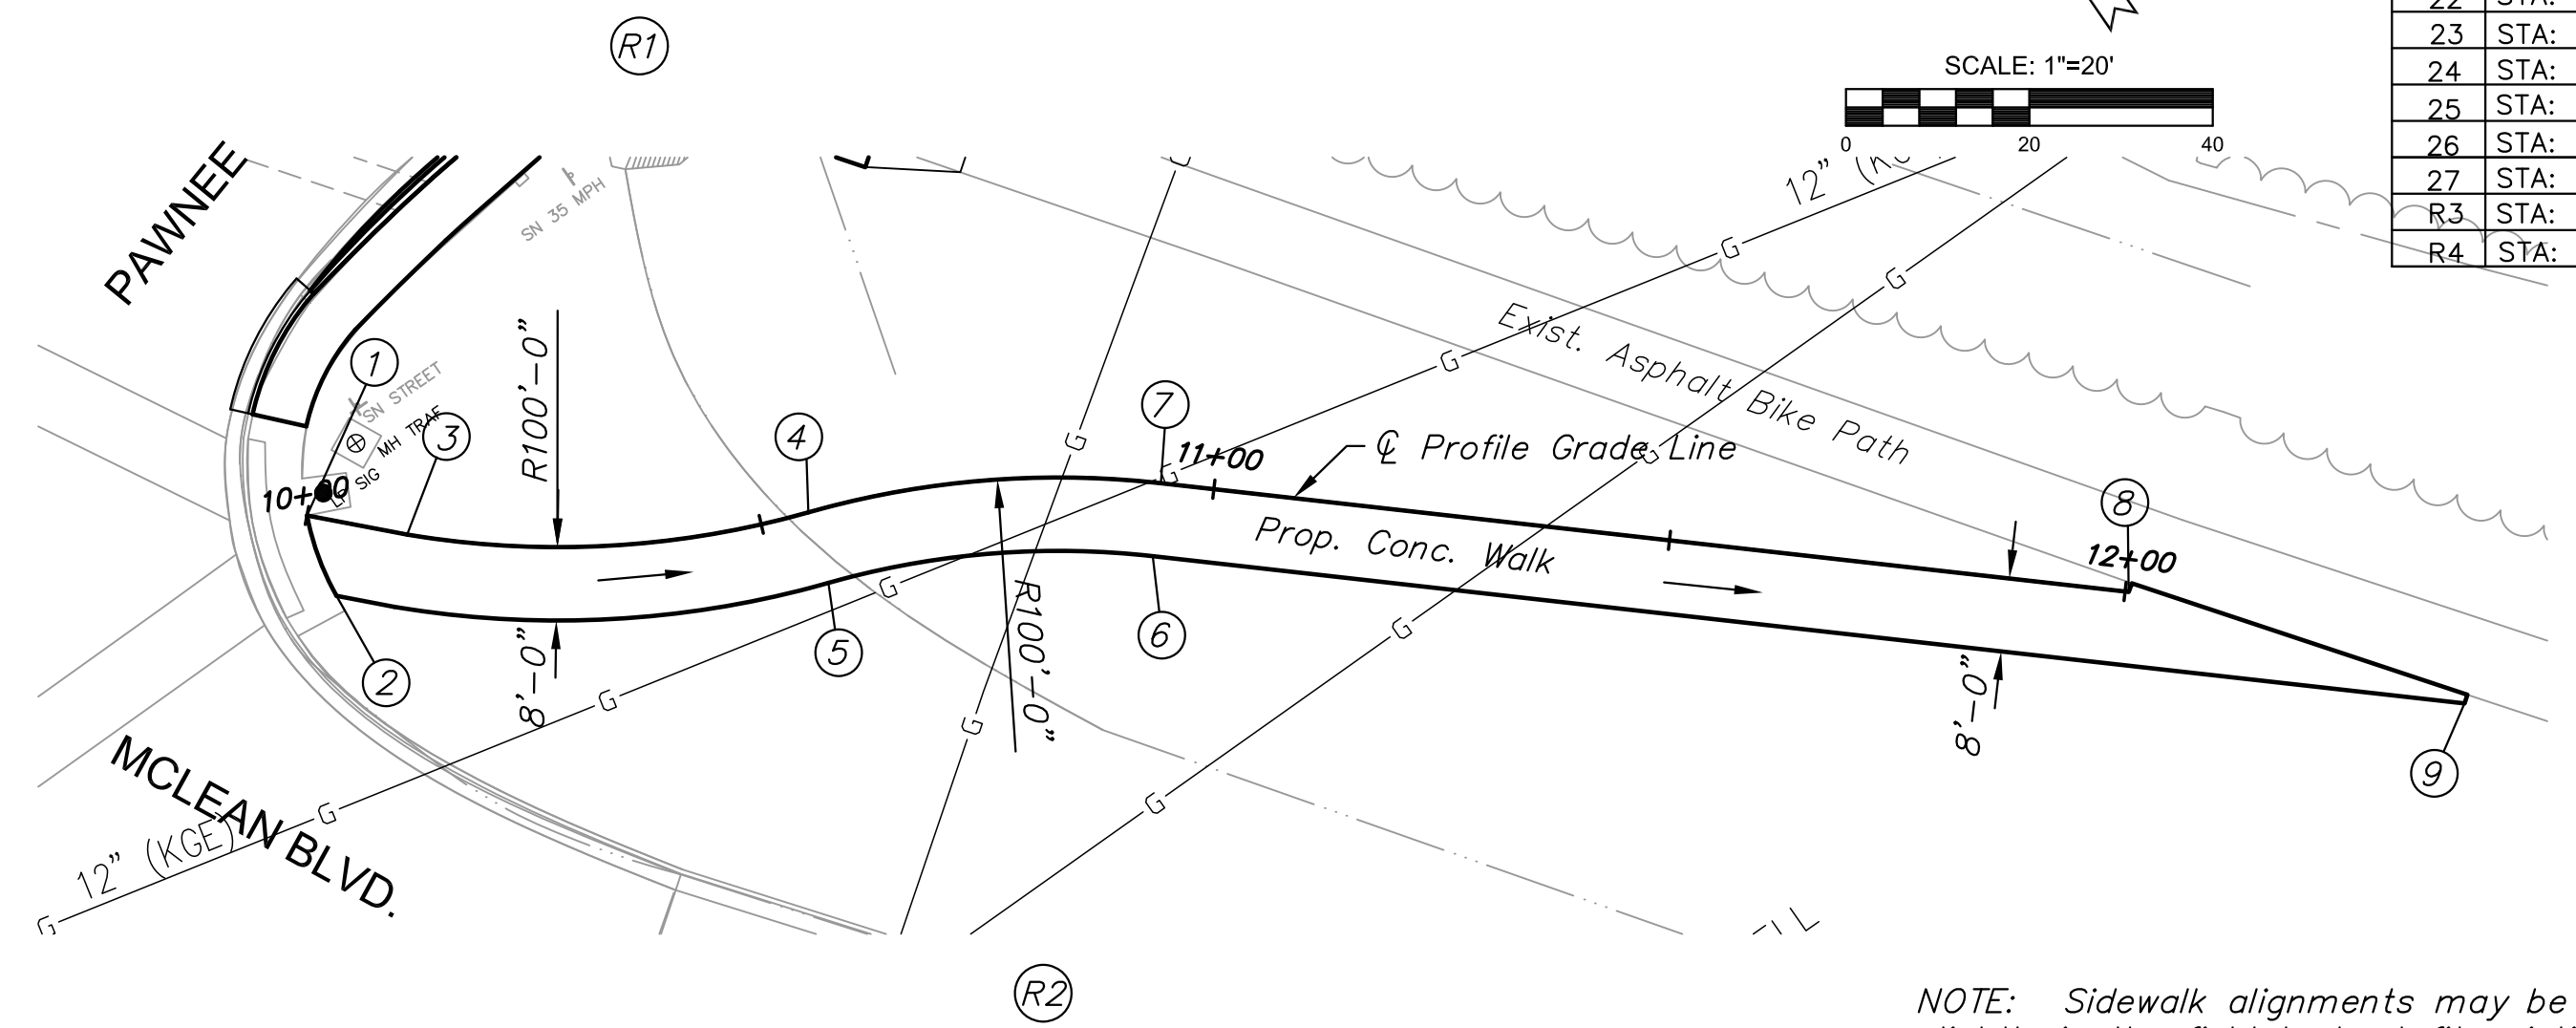 R1
22 STA:
23 STA:
24 STA:
25 STA:
26 STA:
27 STA:
R3 STA:
R4 STA:
SCALE: 1"=20'
0 20 40
PAWNEE
SN 35 MPH
12"
G
G
G
Exist. Asphalt Bike Path
1
SN STREET
SIG MH TRAF
3
R100'-0"
4
7
G
G
G
11+00
℄ Profile Grade Line
G
10+00
8
12+00
Prop. Conc. Walk
2
5
6
G
G
G
G
8'-0"
R100'-0"
8'-0"
9
G
G
MCLEAN BLVD.
12" (KGE)
G
R2
NOTE: Sidewalk alignments may be